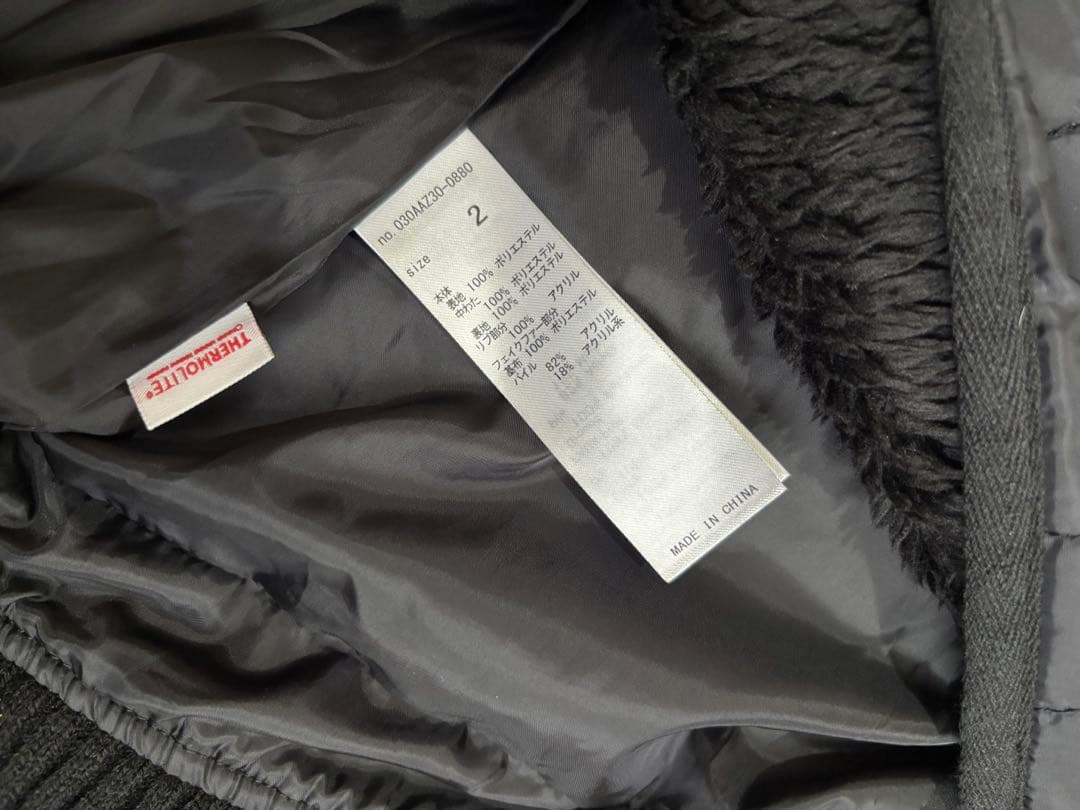 no.030AAZ30-0880
size 2
本体
表地 100% ポリエステル
中わた 100% ポリエステル
裏地 100% ポリエステル
リブ部分
100% アクリル
フェイクファー部分
基布 100% ポリエステル
パイル 82% アクリル
18% アクリル系
MADE IN CHINA
THERMOLITE